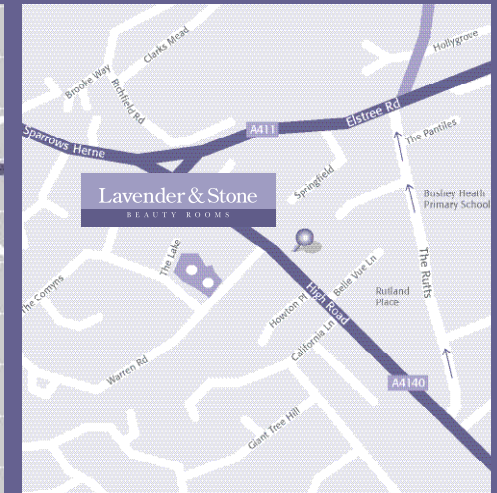 Hollygrove
Clarks Mead
Brooke Way
Richfield Rd
Elstree Rd
A411
The Pantiles
Sparrows Herne
Springfield
Bushey Heath
Primary School
Lavender & Stone
BEAUTY ROOMS
The Lake
The Rutts
Belle Vue Ln
The Comyns
Rutland
Place
High Road
Howton Pl
California Ln
Warren Rd
A4140
Giant Tree Hill